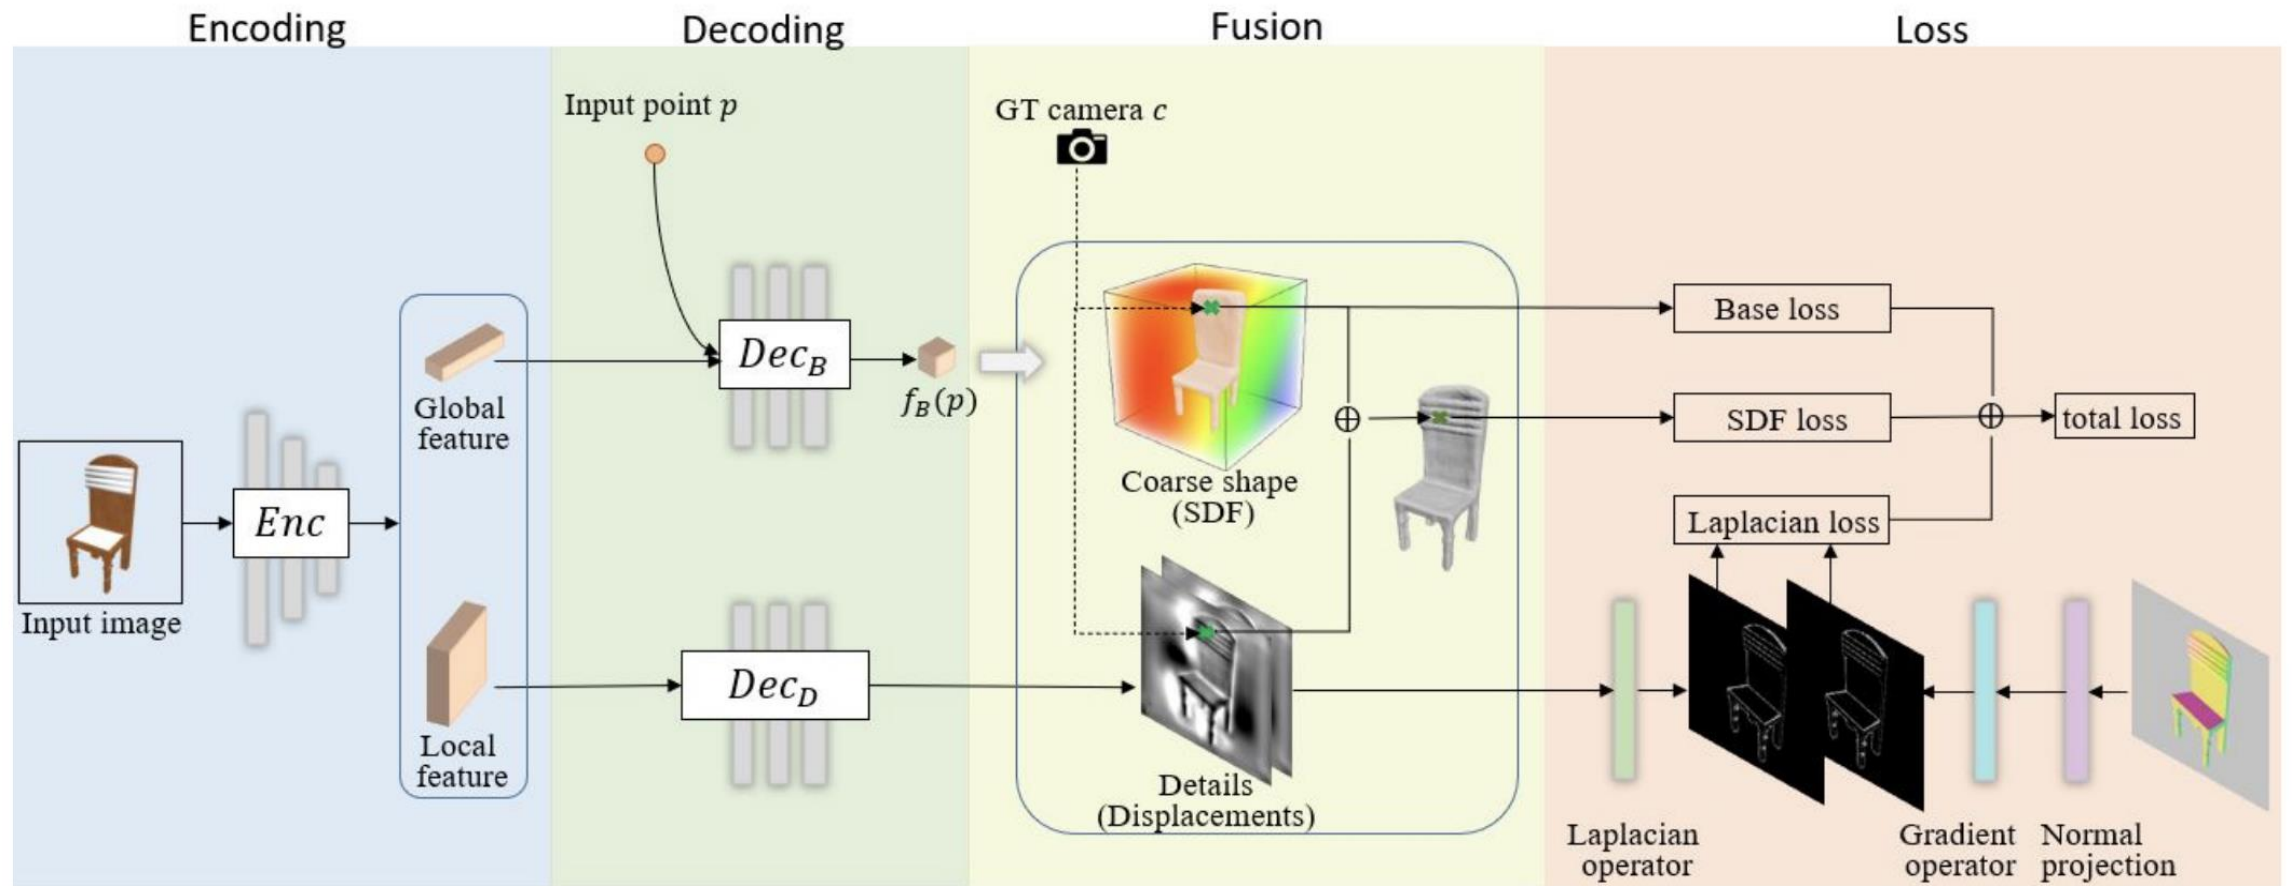 Encoding
Decoding
Fusion
Loss
Input point p
GT camera c
Dec_B
f_B(p)
Global
feature
Enc
Input image
Local
feature
Dec_D
Coarse shape
(SDF)
Details
(Displacements)
Base loss
SDF loss
total loss
Laplacian loss
Laplacian
operator
Gradient
operator
Normal
projection